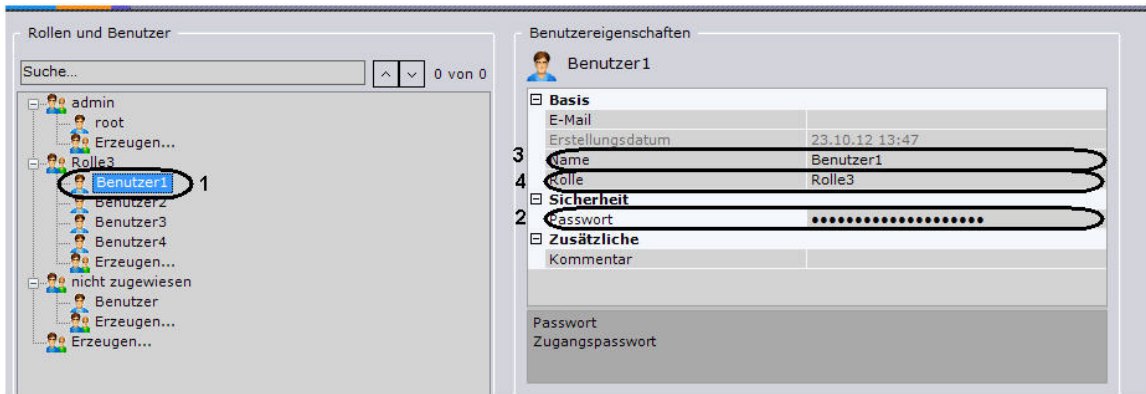 Rollen und Benutzer
Suche...
0 von 0
admin
root
Erzeugen...
Rolle3
Benutzer1
1
Benutzer2
Benutzer3
Benutzer4
Erzeugen...
nicht zugewiesen
Benutzer
Erzeugen...
Erzeugen...
Benutzereigenschaften
Benutzer1
Basis
E-Mail
Erstellungsdatum 23.10.12 13:47
3 Name Benutzer1
4 Rolle Rolle3
Sicherheit
2 Passwort ••••••••••••••••••••
Zusätzliche
Kommentar
Passwort
Zugangspasswort